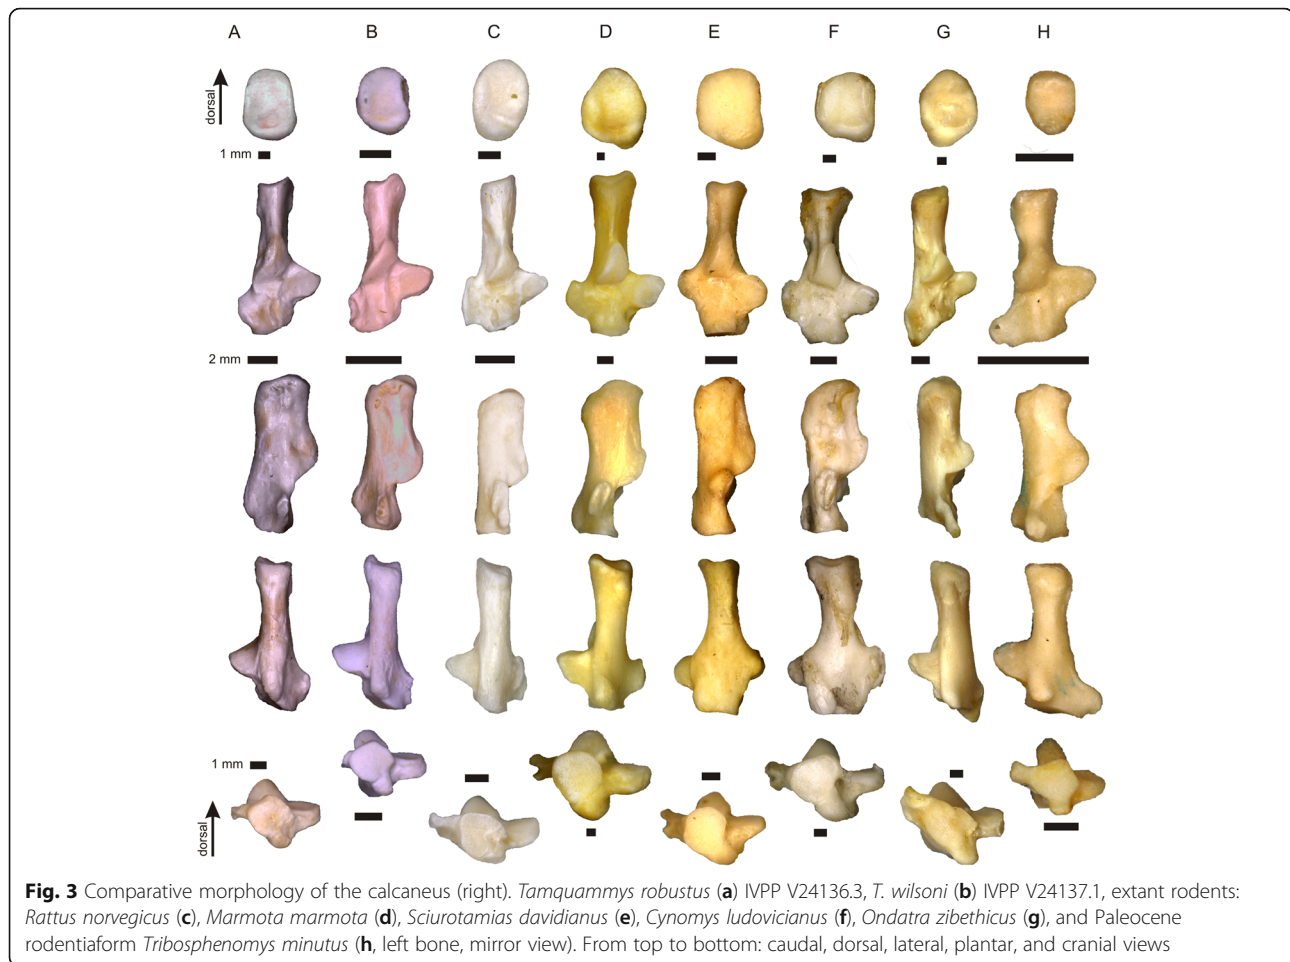 A B C D E F G H
dorsal
1 mm
2 mm
1 mm
dorsal
Fig. 3 Comparative morphology of the calcaneus (right). Tamquammys robustus (a) IVPP V24136.3, T. wilsoni (b) IVPP V24137.1, extant rodents:
Rattus norvegicus (c), Marmota marmota (d), Sciurotamias davidianus (e), Cynomys ludovicianus (f), Ondatra zibethicus (g), and Paleocene
rodentiaform Tribosphenomys minutus (h, left bone, mirror view). From top to bottom: caudal, dorsal, lateral, plantar, and cranial views